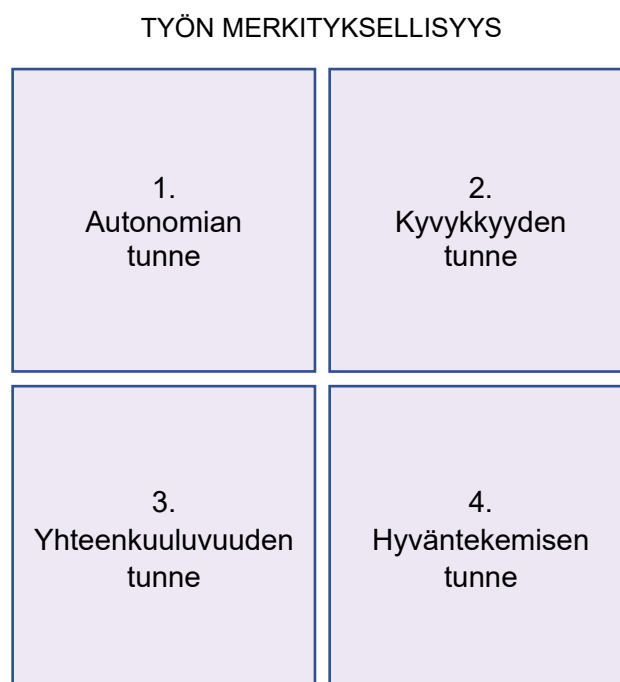 TYÖN MERKITYKSELLISYYS
1.
Autonomian
tunne
2.
Kyvykkyyden
tunne
3.
Yhteenkuuluvuuden
tunne
4.
Hyväntekemisen
tunne